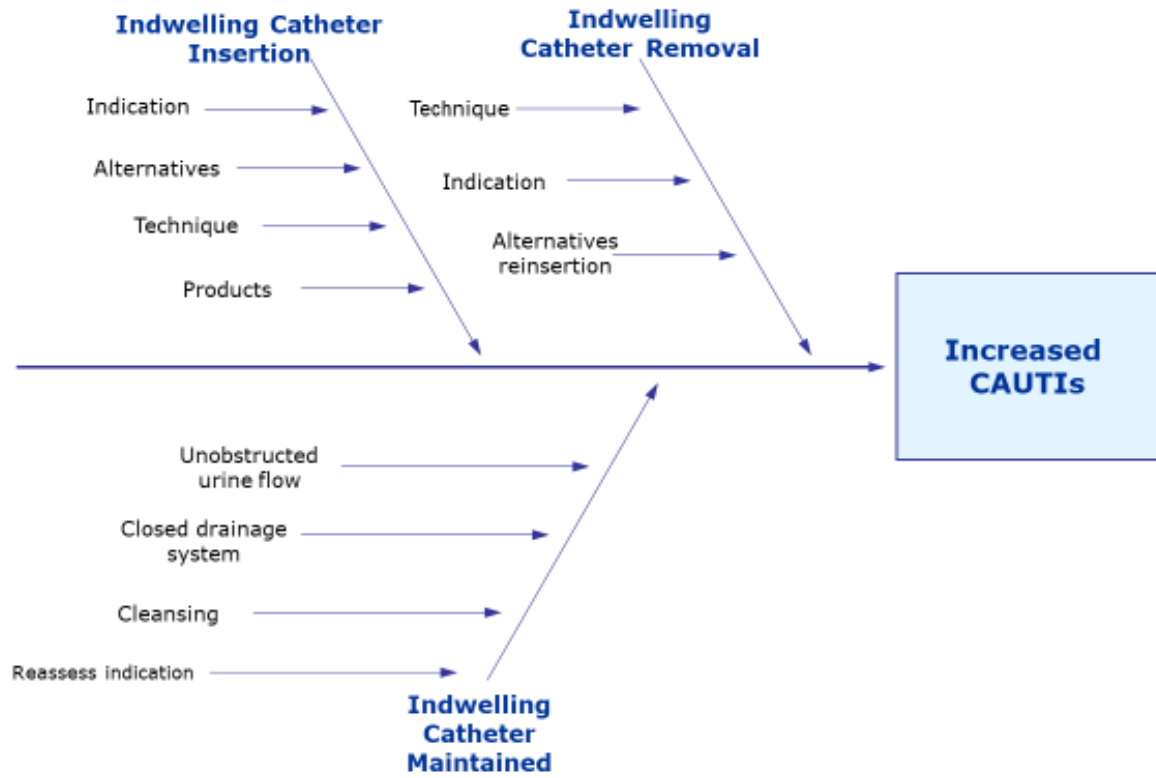 Indwelling Catheter
Insertion
Indication
Alternatives
Technique
Products
Indwelling
Catheter Removal
Technique
Indication
Alternatives
reinsertion
Increased
CAUTIs
Unobstructed
urine flow
Closed drainage
system
Cleansing
Reassess indication
Indwelling
Catheter
Maintained